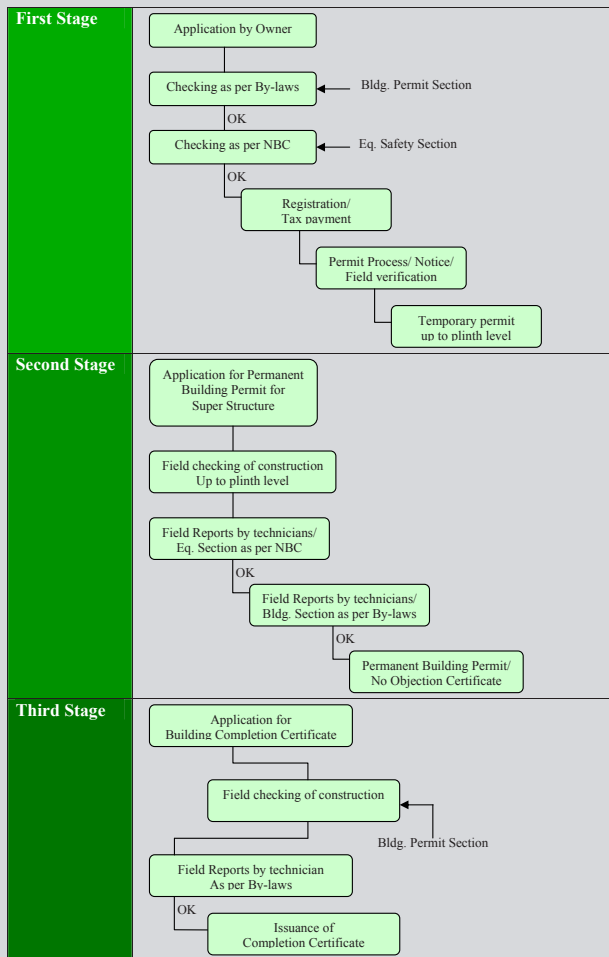 First Stage
Application by Owner
Checking as per By-laws
Bldg. Permit Section
OK
Checking as per NBC
Eq. Safety Section
OK
Registration/
Tax payment
Permit Process/ Notice/
Field verification
Temporary permit
up to plinth level
Second Stage
Application for Permanent
Building Permit for
Super Structure
Field checking of construction
Up to plinth level
Field Reports by technicians/
Eq. Section as per NBC
OK
Field Reports by technicians/
Bldg. Section as per By-laws
OK
Permanent Building Permit/
No Objection Certificate
Third Stage
Application for
Building Completion Certificate
Field checking of construction
Bldg. Permit Section
Field Reports by technician
As per By-laws
OK
Issuance of
Completion Certificate